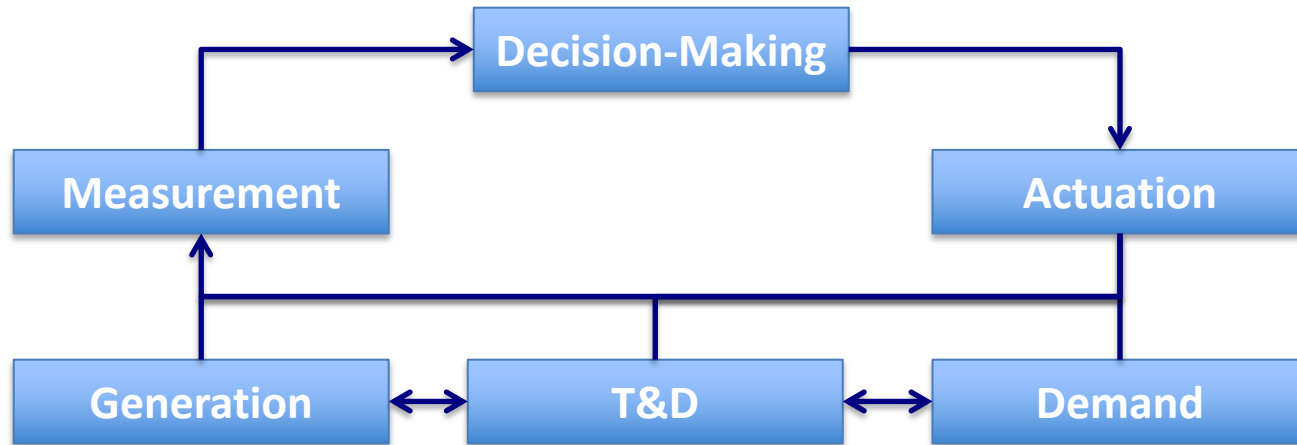 Decision-Making
Measurement
Actuation
Generation
T&D
Demand